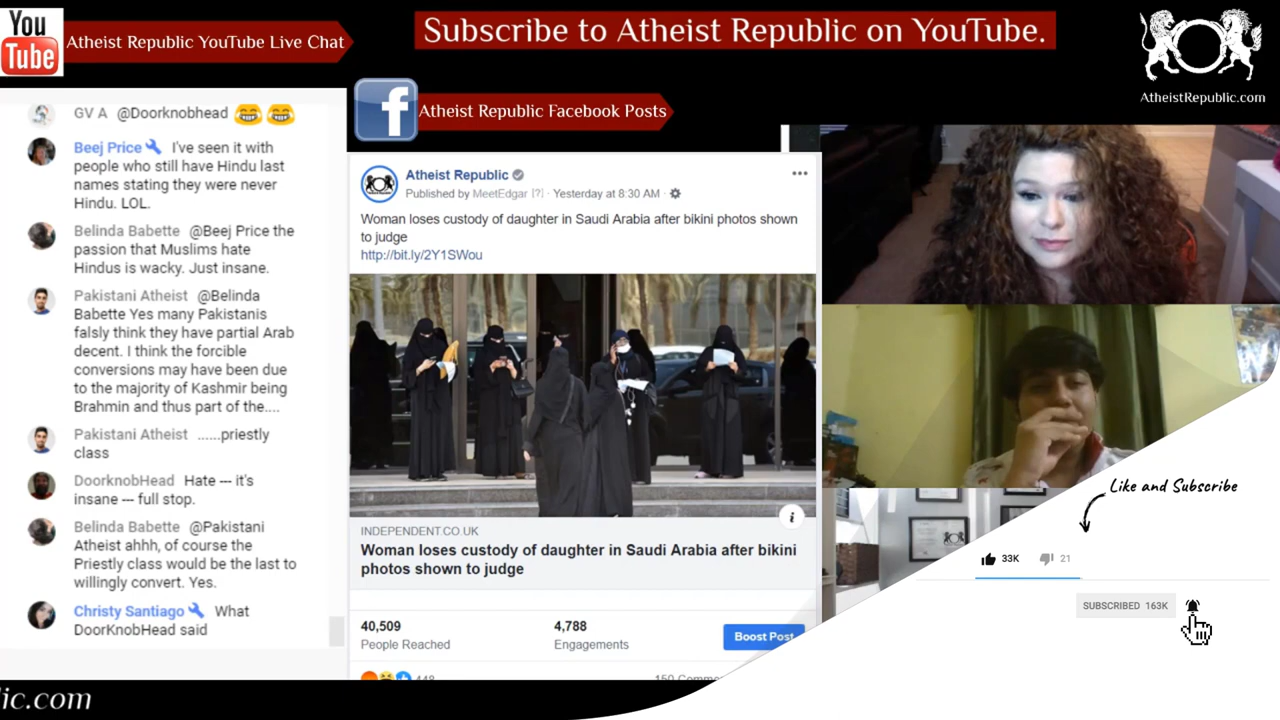 You
Tube
Atheist Republic YouTube Live Chat
Subscribe to Atheist Republic on YouTube.
AtheistRepublic.com
Atheist Republic Facebook Posts
GV A @Doorknobhead
Beej Price I've seen it with
people who still have Hindu last
names stating they were never
Hindu. LOL.
Belinda Babette @Beej Price the
passion that Muslims hate
Hindus is wacky. Just insane.
Pakistani Atheist @Belinda
Babette Yes many Pakistanis
falsly think they have partial Arab
decent. I think the forcible
conversions may have been due
to the majority of Kashmir being
Brahmin and thus part of the....
Pakistani Atheist ......priestly
class
DoorknobHead Hate --- it's
insane --- full stop.
Belinda Babette @Pakistani
Atheist ahhh, of course the
Priestly class would be the last to
willingly convert. Yes.
Christy Santiago What
DoorKnobHead said
f
Atheist Republic
Published by MeetEdgar [?] · Yesterday at 8:30 AM ·
Woman loses custody of daughter in Saudi Arabia after bikini photos shown
to judge
http://bit.ly/2Y1SWou
i
INDEPENDENT.CO.UK
Woman loses custody of daughter in Saudi Arabia after bikini
photos shown to judge
40,509
People Reached
4,788
Engagements
Boost Post
Like and Subscribe
33K
21
SUBSCRIBED 163K
lic.com